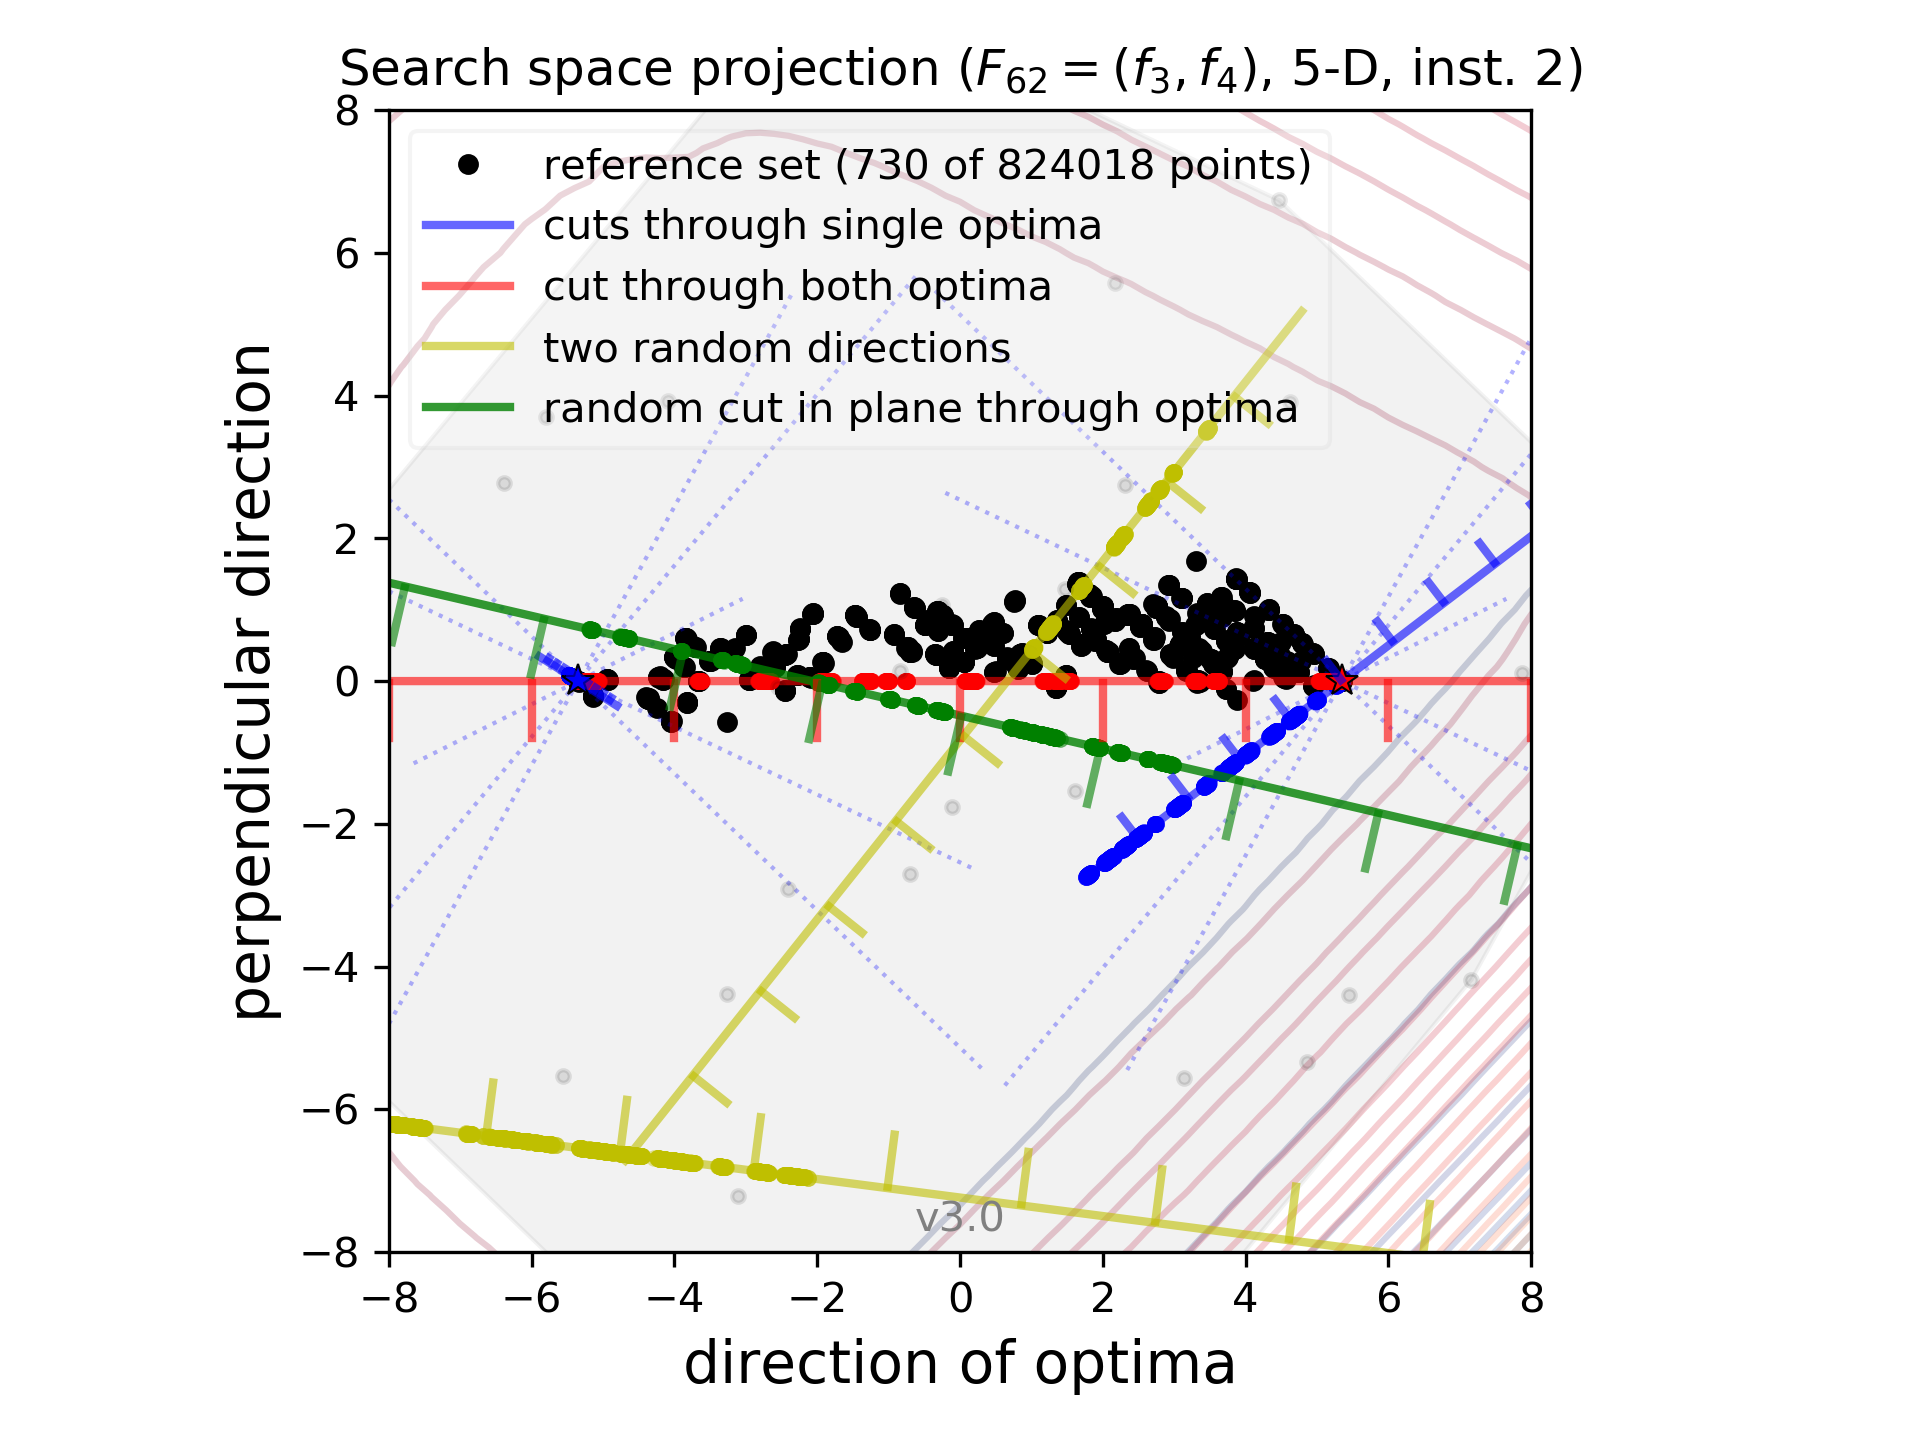 Search space projection (F₆₂ = (f₃, f₄), 5-D, inst. 2)
reference set (730 of 824018 points)
cuts through single optima
cut through both optima
two random directions
random cut in plane through optima
8
6
4
2
0
−2
−4
−6
−8
perpendicular direction
v3.0
−8 −6 −4 −2 0 2 4 6 8
direction of optima